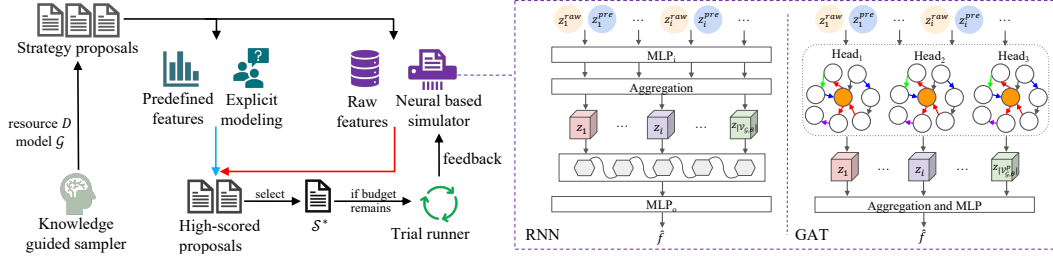 Strategy proposals
resource D
model 𝒢
Knowledge
guided sampler
Predefined
features
Explicit
modeling
Raw
features
Neural based
simulator
feedback
High-scored
proposals
select
𝒮*
if budget
remains
Trial runner
z₁^raw z₁^pre ... zᵢ^raw zᵢ^pre ...
MLPᵢ
Aggregation
z₁ ... zᵢ ... z|𝒱𝒢,θ|
MLPₒ
RNN
f̂
z₁^raw z₁^pre ... zᵢ^raw zᵢ^pre ...
Head₁ Head₂ Head₃
z₁ ... zᵢ ...
Aggregation and MLP
GAT
f̂